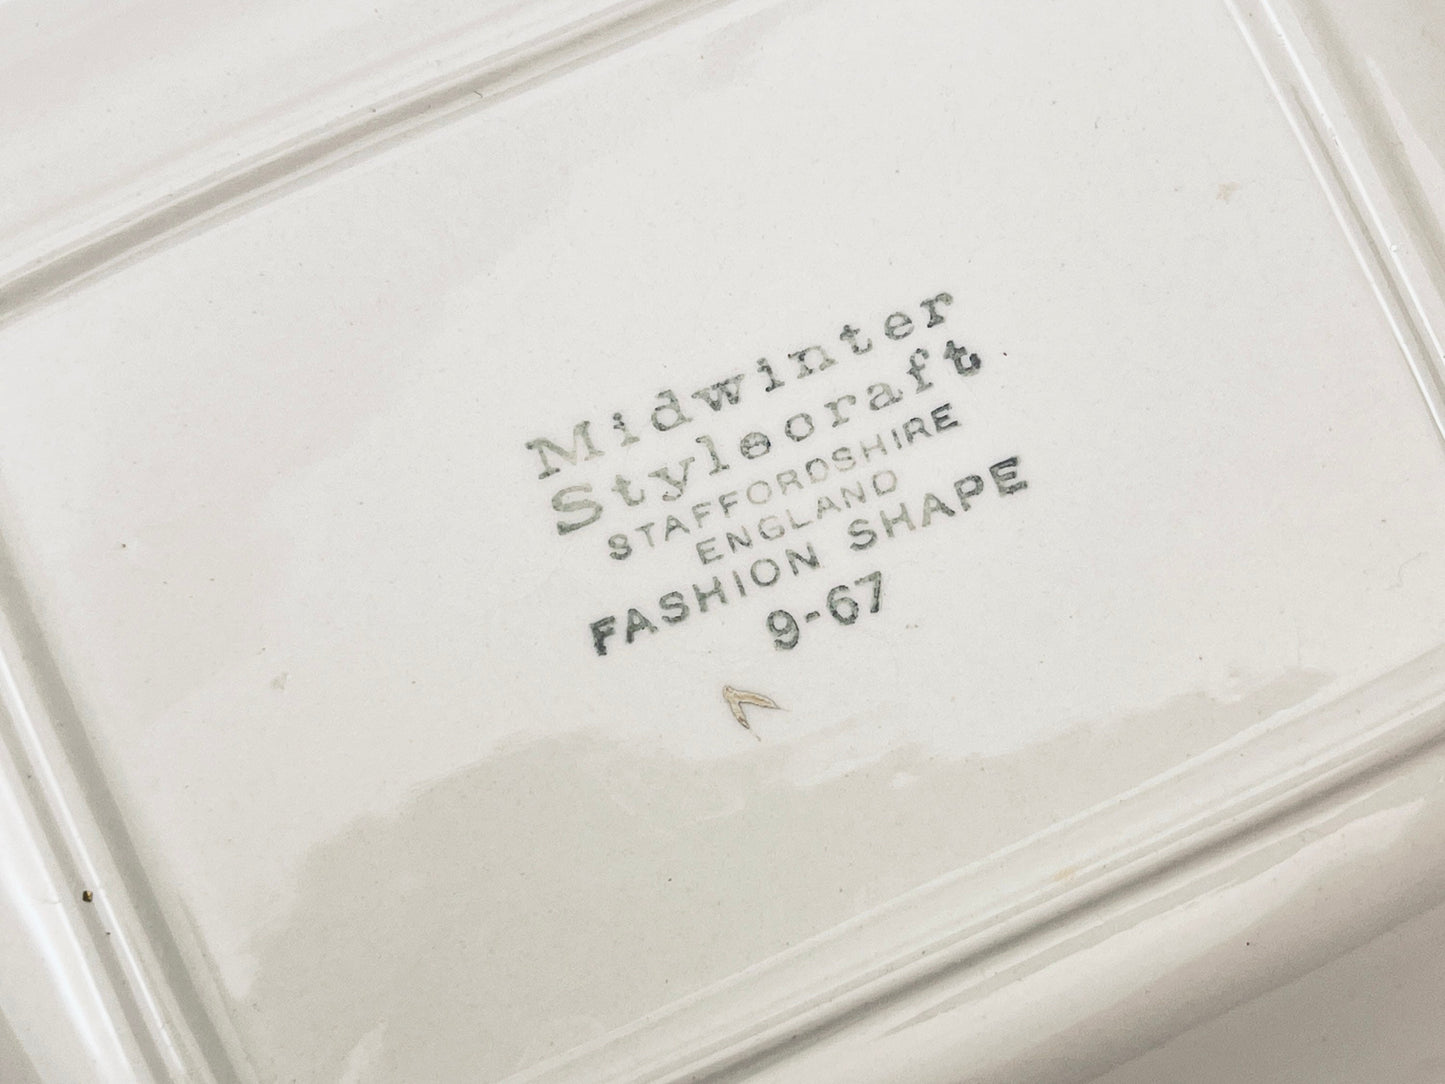 Midwinter
Stylecraft
STAFFORDSHIRE
ENGLAND
FASHION SHAPE
9-67